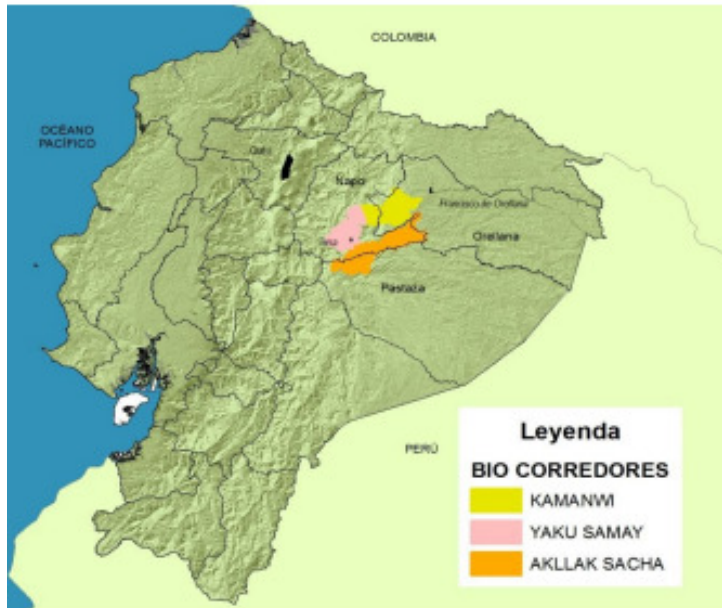 COLOMBIA
OCÉANO
PACÍFICO
Quito
Napo
Francisco de Orellana
Orellana
Pastaza
PERÚ
Leyenda
BIO CORREDORES
KAMANWI
YAKU SAMAY
AKLLAK SACHA